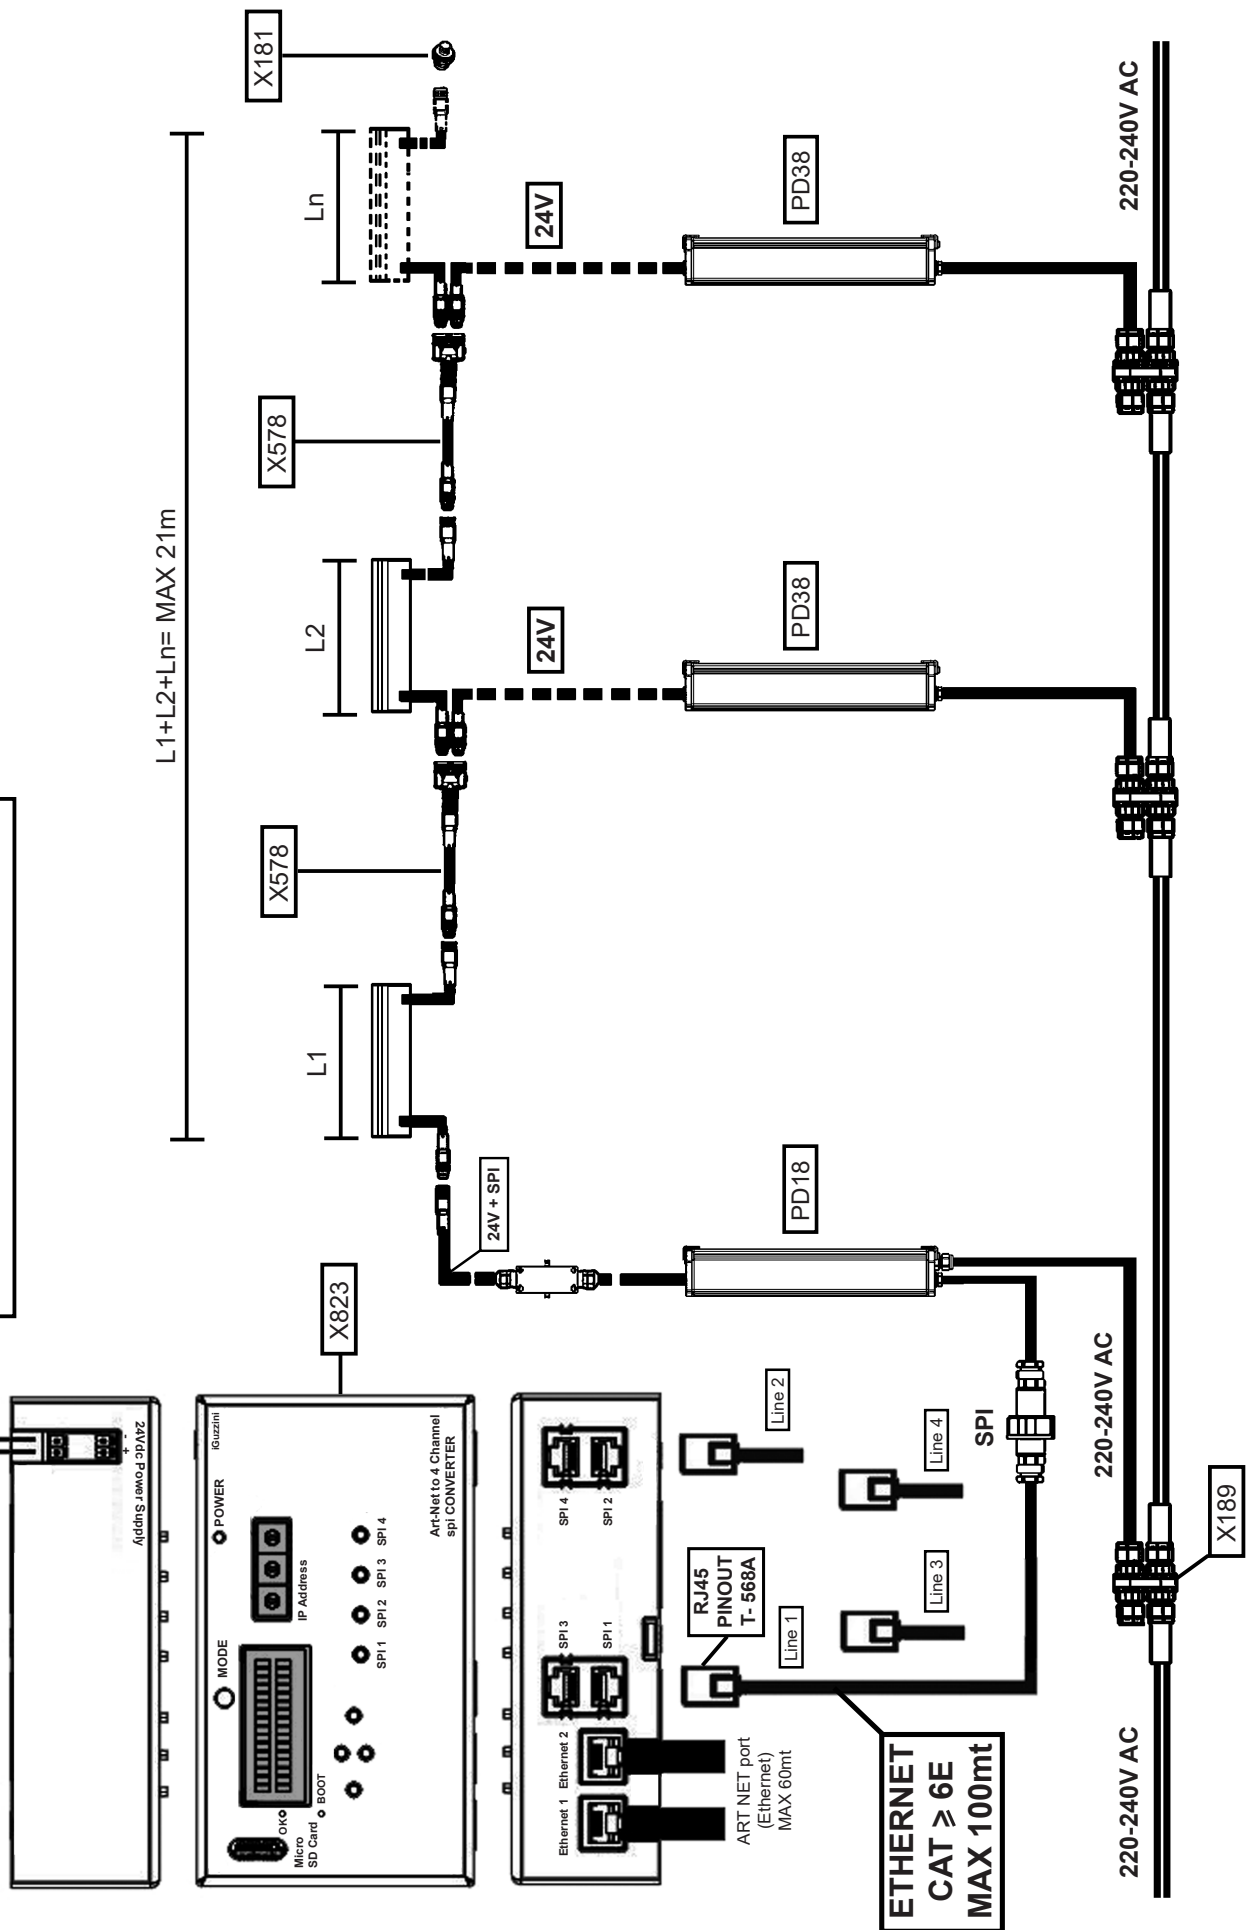 24Vdc Power Supply
- +
iGuzzini
POWER
MODE
IP Address
OK
BOOT
Micro
SD Card
SPI 1 SPI 2 SPI 3 SPI 4
Art-Net to 4 Channel
spi CONVERTER
X823
Ethernet 1 Ethernet 2
SPI 3
SPI 1
SPI 4
SPI 2
ART NET port
(Ethernet)
MAX 60mt
RJ45
PINOUT
T- 568A
Line 1
Line 2
Line 3
Line 4
ETHERNET
CAT ⩾ 6E
MAX 100mt
SPI
220-240V AC
220-240V AC
X189
PD18
24V + SPI
L1+L2+Ln= MAX 21m
L1
X578
L2
24V
PD38
X578
Ln
24V
PD38
X181
220-240V AC